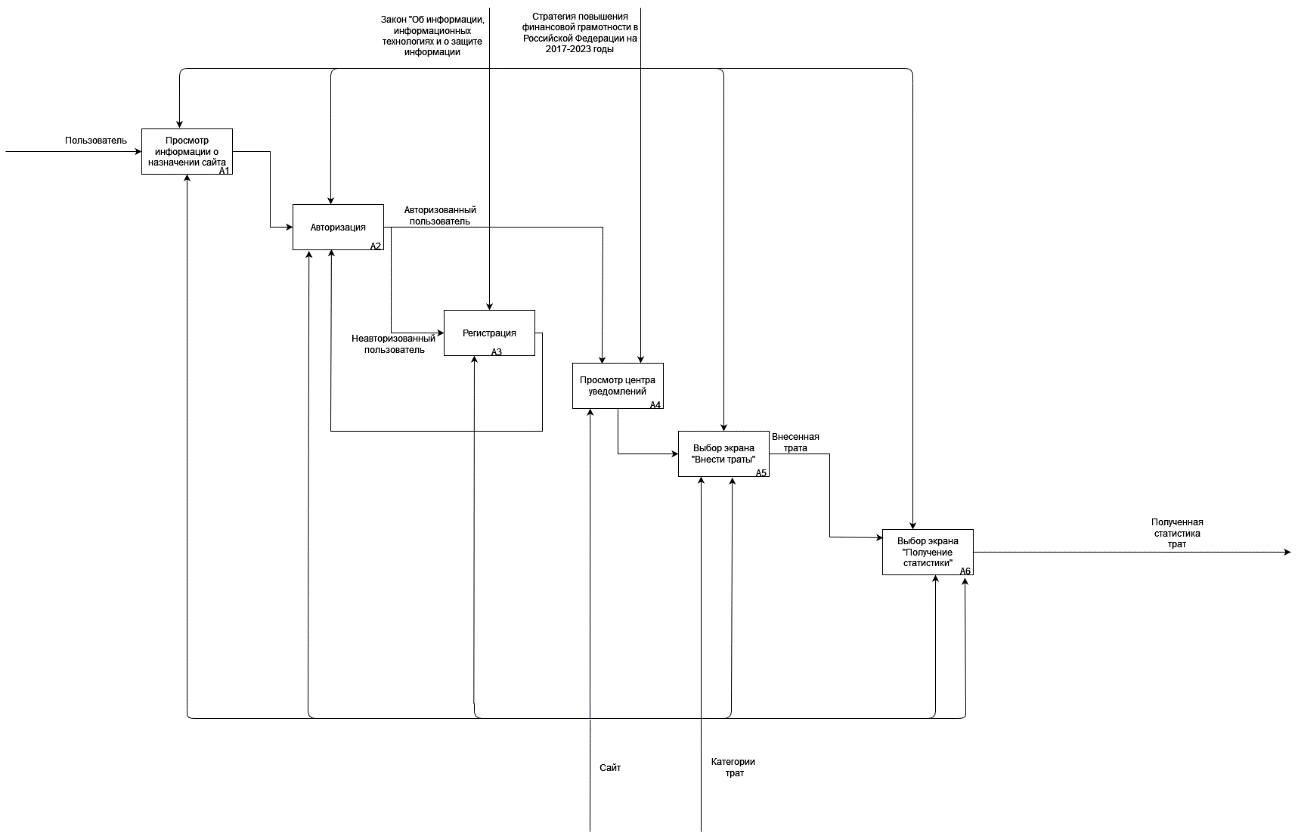 Закон "Об информации,
информационных
технологиях и о защите
информации
Стратегия повышения
финансовой грамотности в
Российской Федерации на
2017-2023 годы
Пользователь
Просмотр
информации о
назначении сайта
A1
Авторизация
A2
Авторизованный
пользователь
Неавторизованный
пользователь
Регистрация
A3
Просмотр центра
уведомлений
A4
Выбор экрана
"Внести траты"
A5
Внесенная
трата
Выбор экрана
"Получение
статистики"
A6
Полученная
статистика
трат
Сайт
Категории
трат